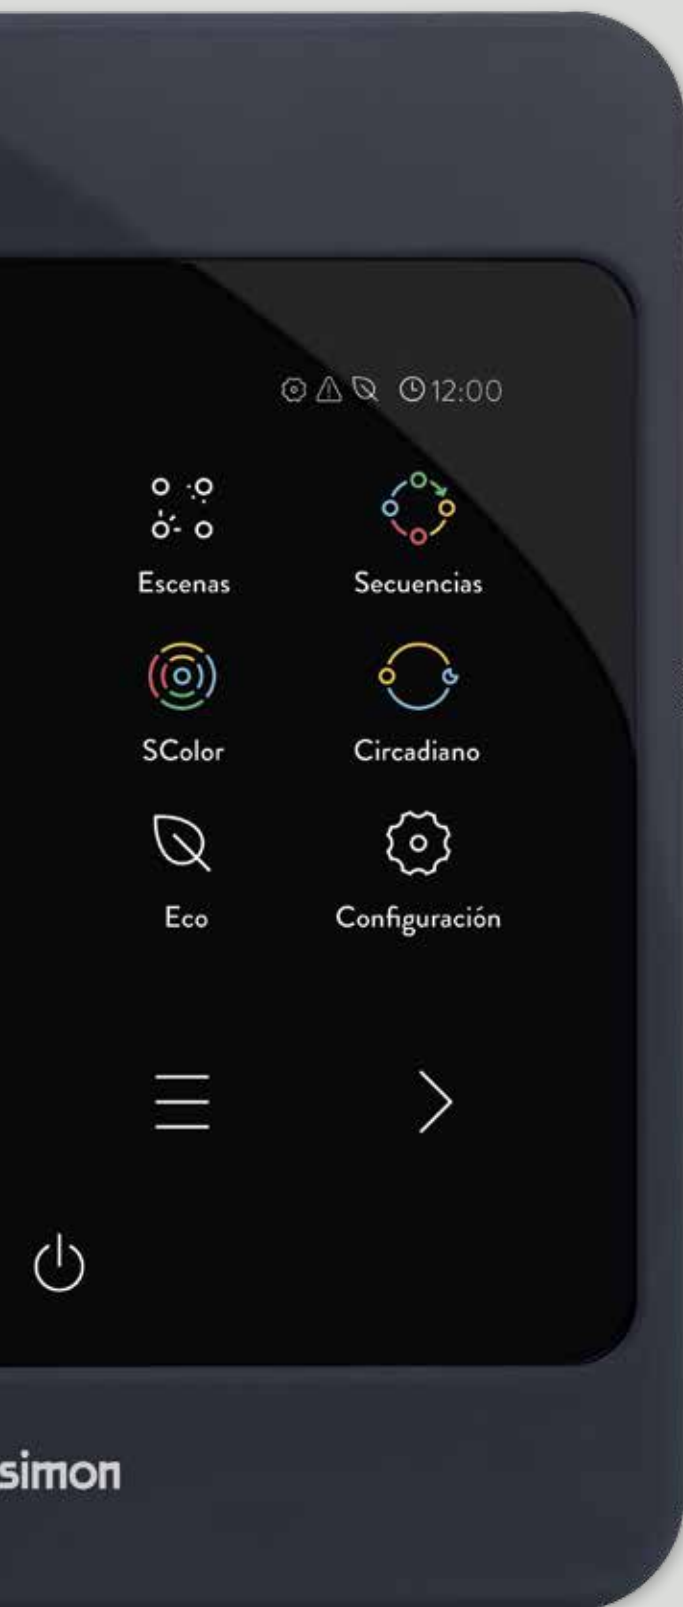 12:00
Escenas Secuencias
SColor Circadiano
Eco Configuración
simon